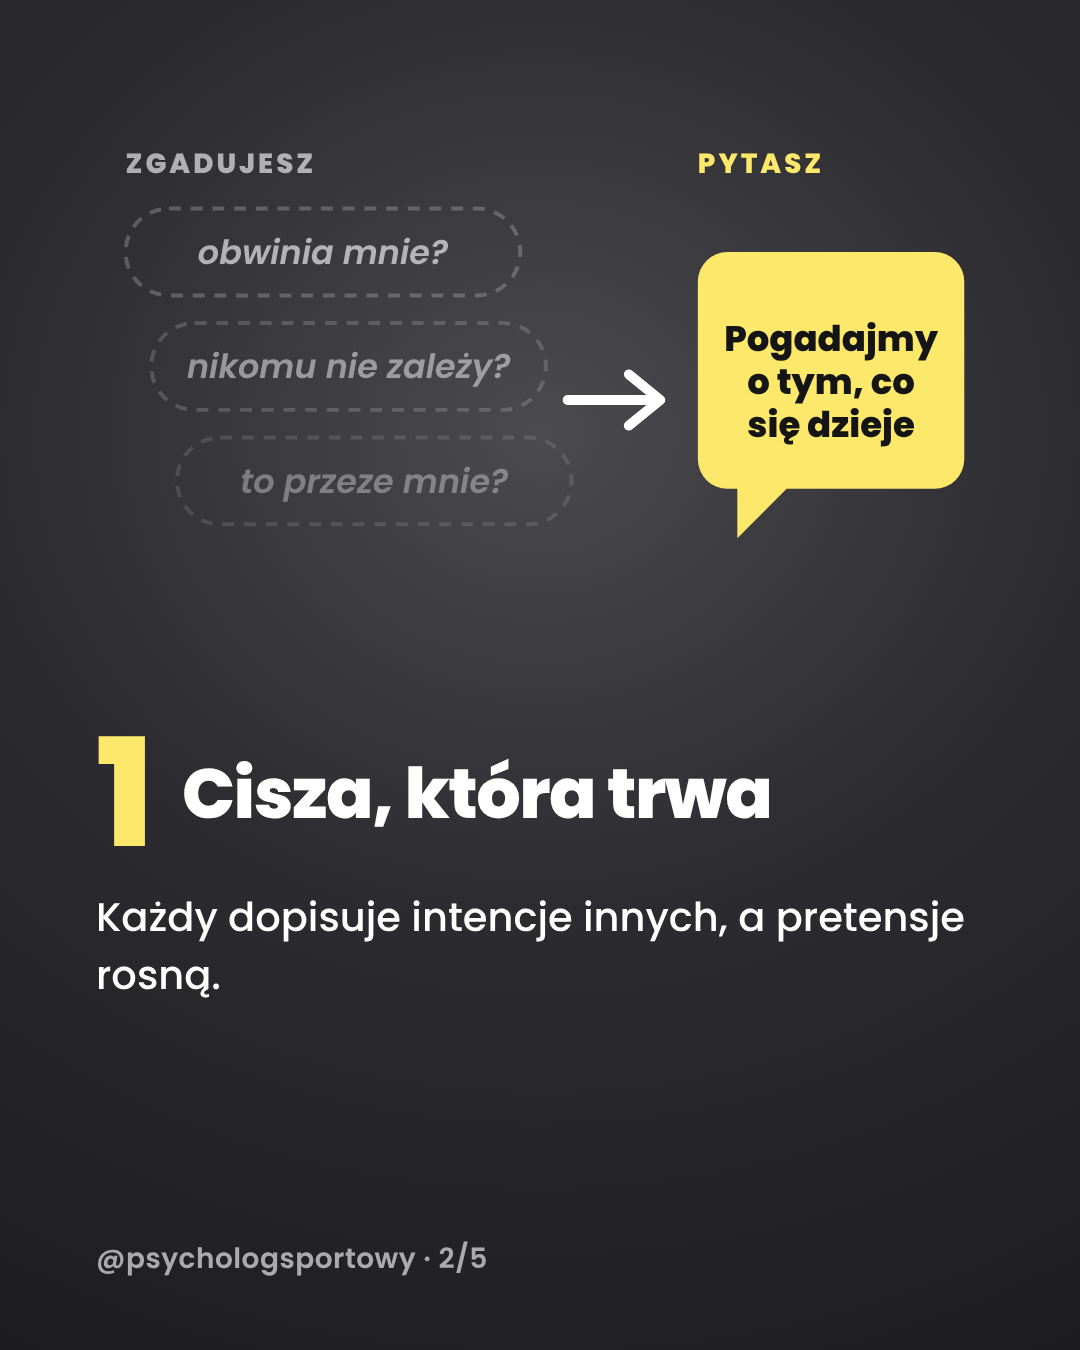 ZGADUJESZ
obwinia mnie?
nikomu nie zależy?
to przeze mnie?
PYTASZ
Pogadajmy
o tym, co
się dzieje
1 Cisza, która trwa
Każdy dopisuje intencje innych, a pretensje
rosną.
@psychologsportowy · 2/5